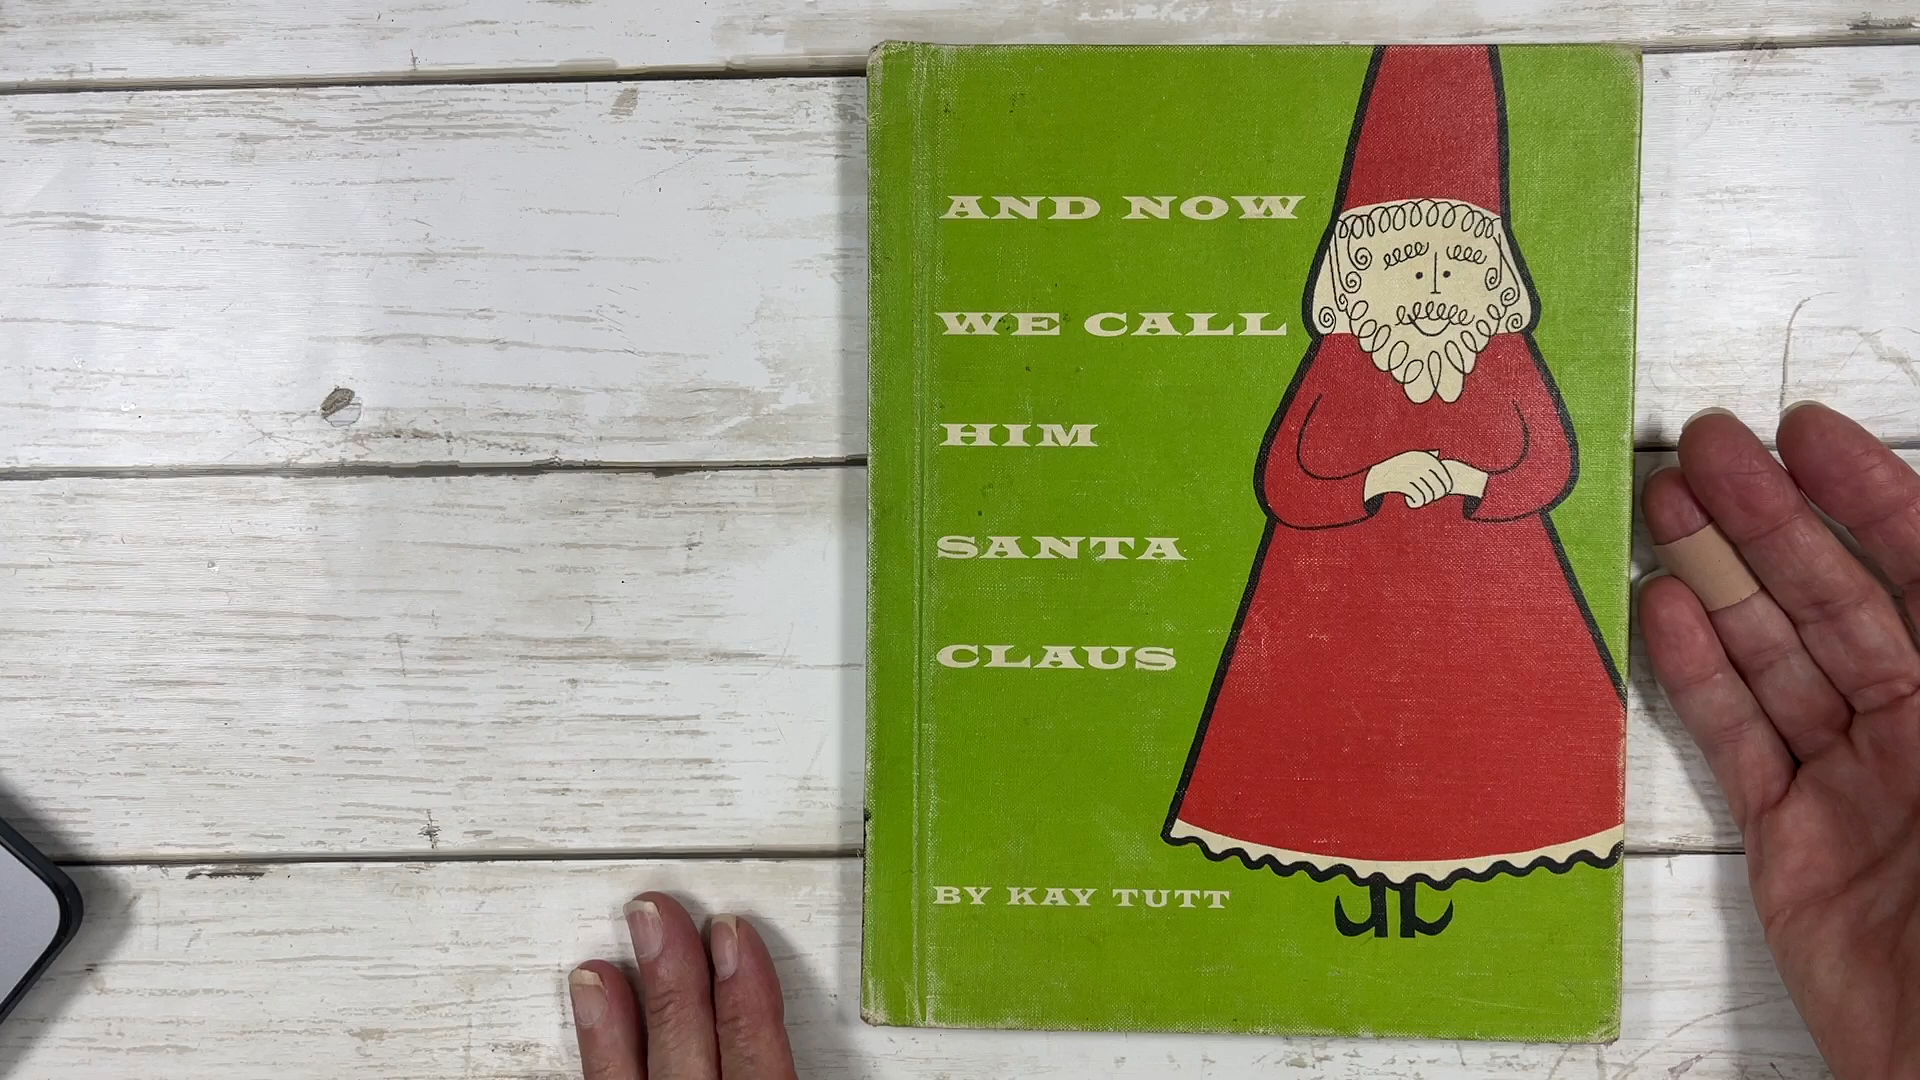 AND NOW
WE CALL
HIM
SANTA
CLAUS
BY KAY TUTT